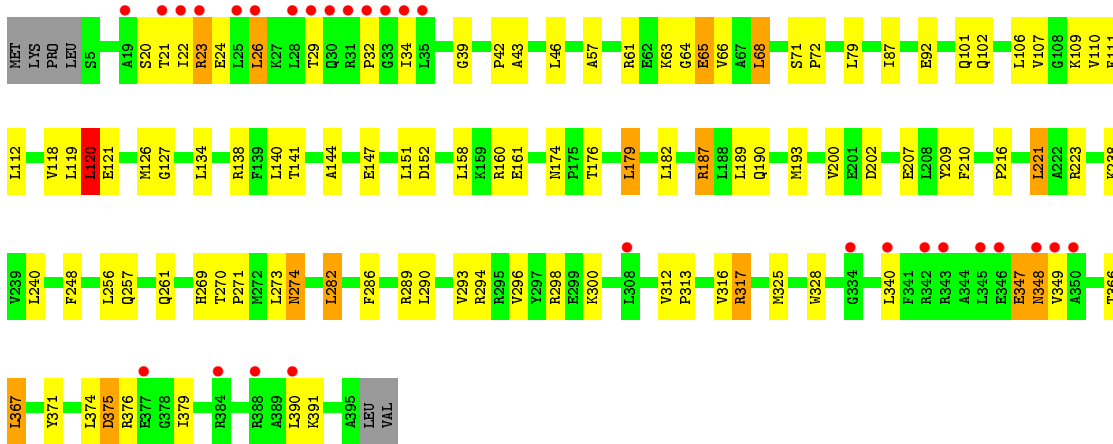 MET LYS PRO LEU S5 A19 S20 T21 I22 R23 E24 L25 L26 K27 L28 T29 Q30 R31 P32 G33 I34 L35 G39 P42 A43 L46 A57 R61 E62 K63 G64 E65 V66 A67 L68 S71 P72 L79 I87 E92 Q101 Q102 L106 V107 G108 K109 V110
L112 V118 L119 L120 E121 M126 G127 L134 R138 F139 L140 T141 A144 E147 L151 D152 L158 K159 R160 E161 N174 P175 T176 L179 L182 R187 L188 L189 Q190 M193 V200 E201 D202 E207 L208 Y209 F210 P216 L221 A222 R223
V239 L240 F248 L256 Q257 Q261 H269 T270 P271 M272 L273 N274 L282 F286 R289 L290 V293 R294 R295 V296 Y297 R298 E299 K300 L308 V312 P313 V316 R317 M325 W328 G334 L340 F341 R342 R343 A344 L345 E346 E347 N348 V349 A350
L367 Y371 L374 D375 R376 E377 G378 I379 R384 R388 A389 L390 K391 A395 LEU VAL